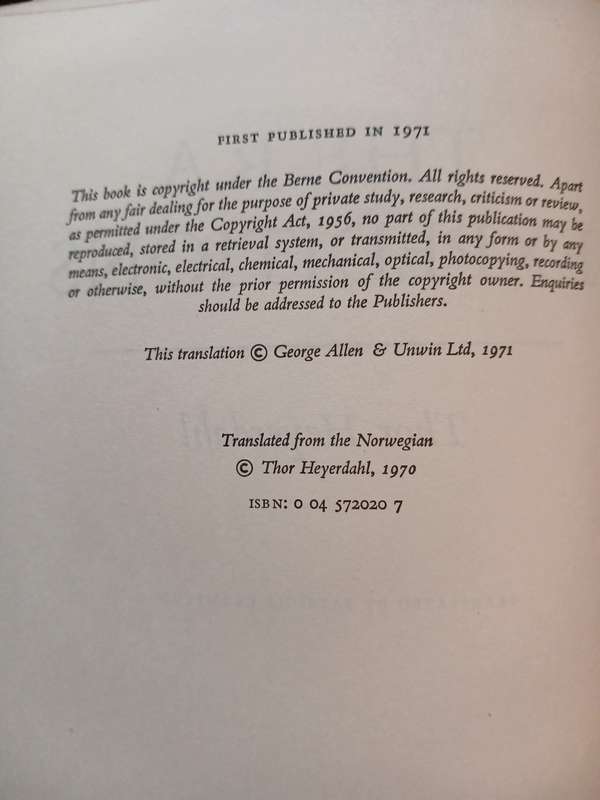 FIRST PUBLISHED IN 1971
This book is copyright under the Berne Convention. All rights reserved. Apart
from any fair dealing for the purpose of private study, research, criticism or review,
as permitted under the Copyright Act, 1956, no part of this publication may be
reproduced, stored in a retrieval system, or transmitted, in any form or by any
means, electronic, electrical, chemical, mechanical, optical, photocopying, recording
or otherwise, without the prior permission of the copyright owner. Enquiries
should be addressed to the Publishers.
This translation © George Allen & Unwin Ltd, 1971
Translated from the Norwegian
© Thor Heyerdahl, 1970
ISBN: 0 04 572020 7